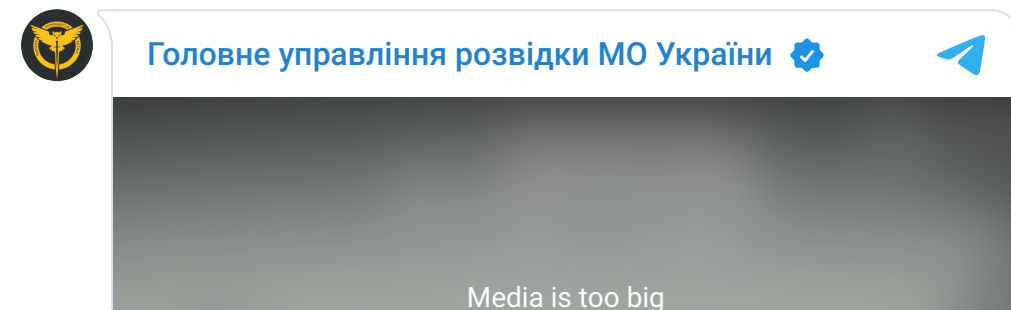 Головне управління розвідки МО України
Media is too big